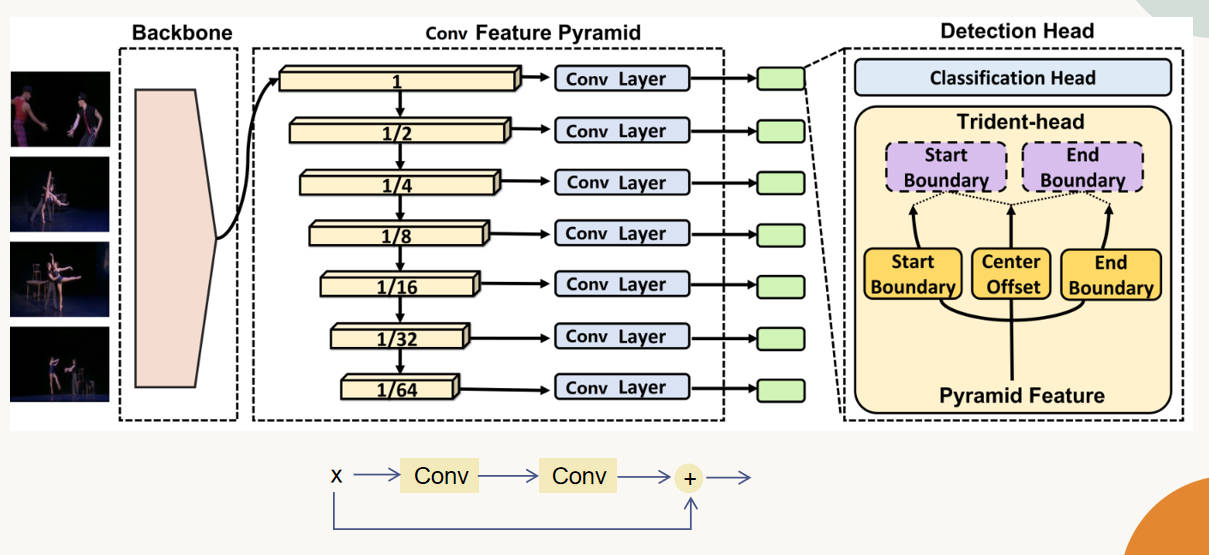 Backbone
Conv Feature Pyramid
Detection Head
1
Conv Layer
1/2
Conv Layer
1/4
Conv Layer
1/8
Conv Layer
1/16
Conv Layer
1/32
Conv Layer
1/64
Conv Layer
Classification Head
Trident-head
Start
Boundary
End
Boundary
Start
Boundary
Center
Offset
End
Boundary
Pyramid Feature
x
Conv
Conv
+